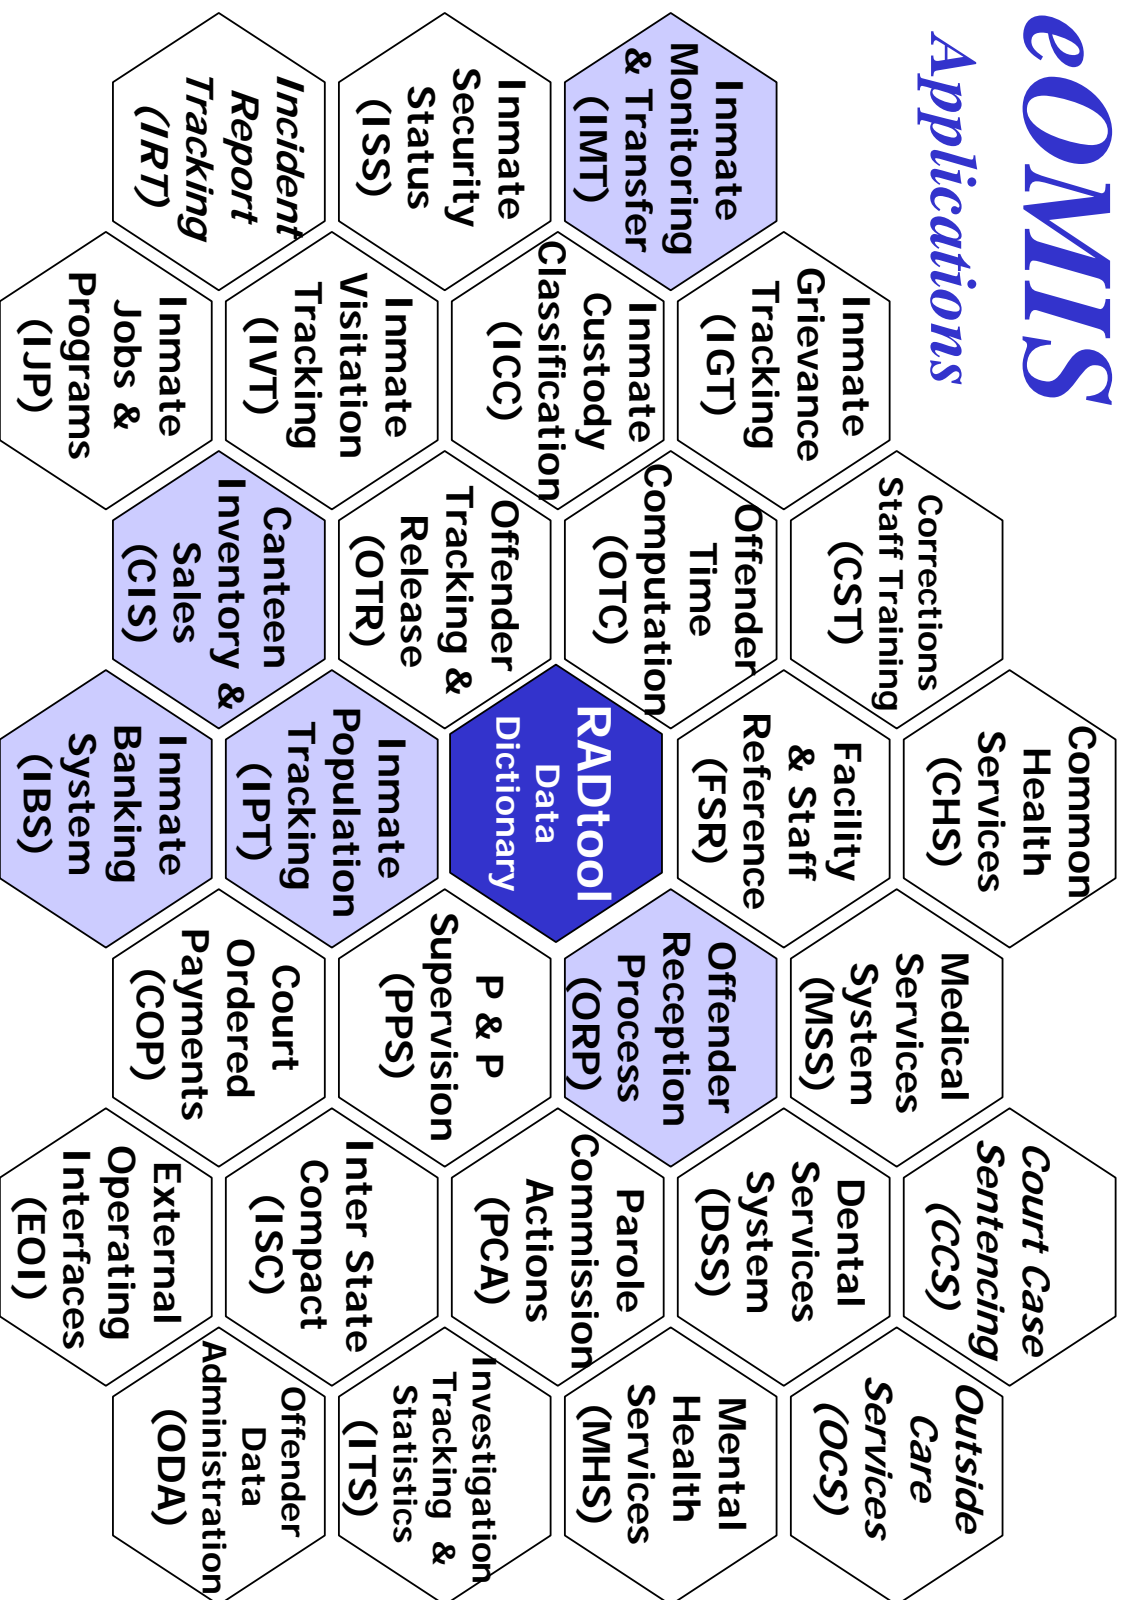 eOMIS
Applications
Common
Health
Services
(CHS)
Court Case
Sentencing
(CCS)
Corrections
Staff Training
(CST)
Medical
Services
System
(MSS)
Outside
Care
Services
(OCS)
Inmate
Grievance
Tracking
(IGT)
Facility
& Staff
Reference
(FSR)
Dental
Services
System
(DSS)
Inmate
Monitoring
& Transfer
(IMT)
Offender
Time
Computation
(OTC)
Offender
Reception
Process
(ORP)
Mental
Health
Services
(MHS)
Inmate
Custody
Classification
(ICC)
RADtool
Data
Dictionary
Parole
Commission
Actions
(PCA)
Inmate
Security
Status
(ISS)
Offender
Tracking &
Release
(OTR)
P & P
Supervision
(PPS)
Investigation
Tracking &
Statistics
(ITS)
Inmate
Visitation
Tracking
(IVT)
Inmate
Population
Tracking
(IPT)
Inter State
Compact
(ISC)
Incident
Report
Tracking
(IRT)
Canteen
Inventory &
Sales
(CIS)
Court
Ordered
Payments
(COP)
Offender
Data
Administration
(ODA)
Inmate
Jobs &
Programs
(IJP)
Inmate
Banking
System
(IBS)
External
Operating
Interfaces
(EOI)